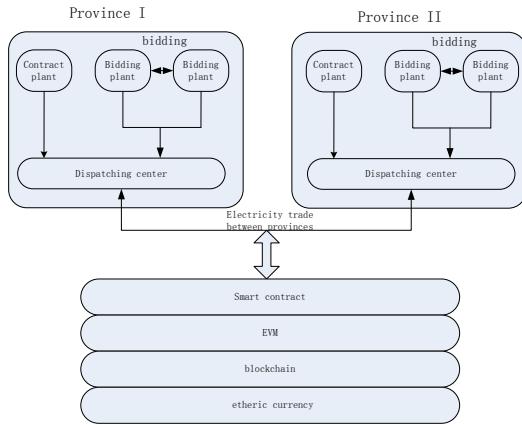 Province I
Province II
bidding
bidding
Contract
plant
Bidding
plant
Bidding
plant
Contract
plant
Bidding
plant
Bidding
plant
Dispatching center
Dispatching center
Electricity trade
between provinces
Smart contract
EVM
blockchain
etheric currency